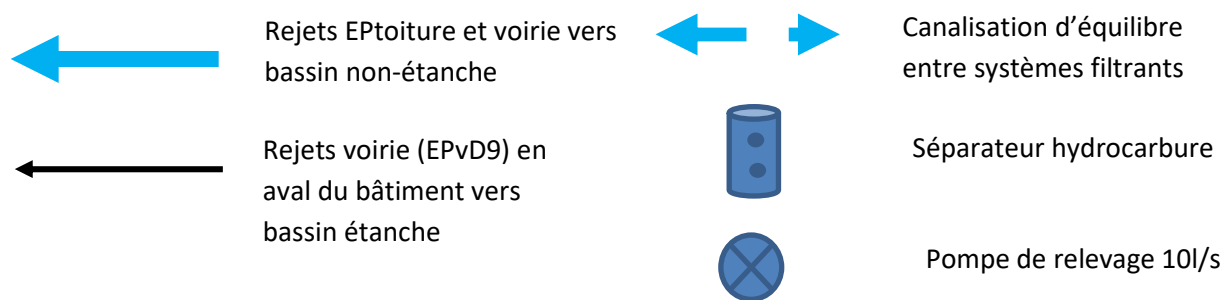 Rejets EPtoiture et voirie vers
bassin non-étanche
Canalisation d’équilibre
entre systèmes filtrants
Rejets voirie (EPvD9) en
aval du bâtiment vers
bassin étanche
Séparateur hydrocarbure
Pompe de relevage 10l/s